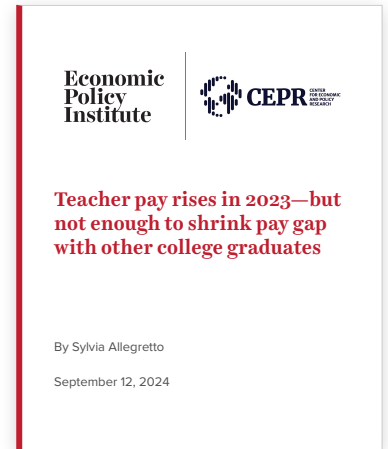 Economic
Policy
Institute
CEPR
CENTER
FOR ECONOMIC
AND POLICY
RESEARCH
Teacher pay rises in 2023—but
not enough to shrink pay gap
with other college graduates
By Sylvia Allegretto
September 12, 2024